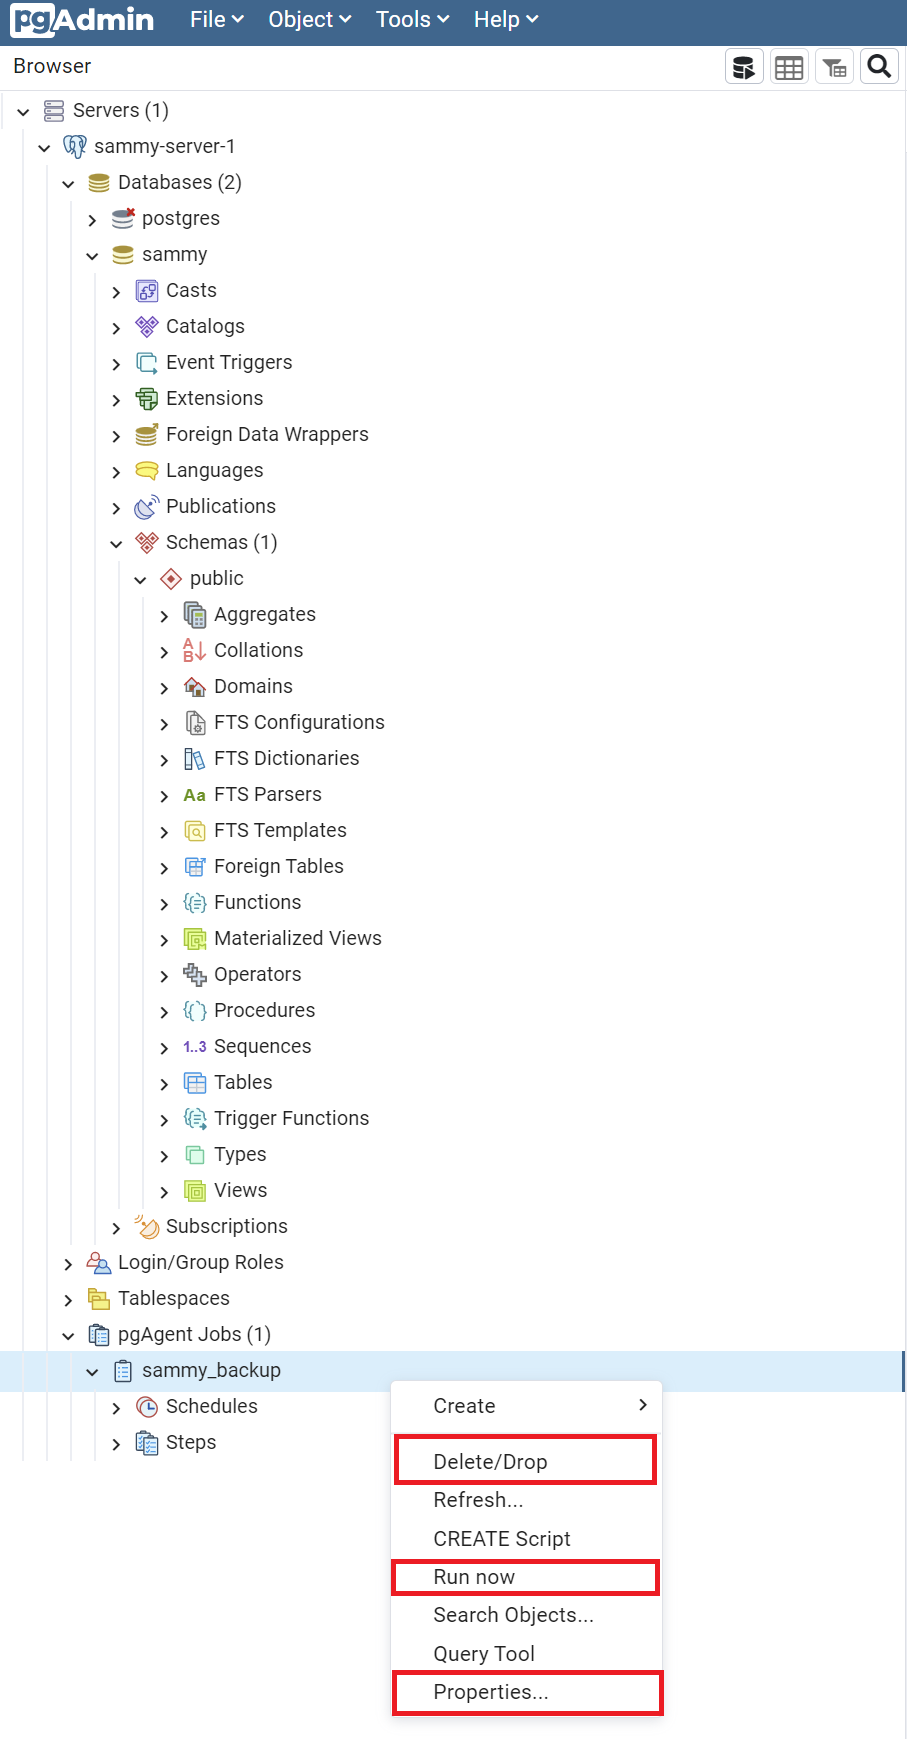 pgAdmin File Object Tools Help
Browser
Servers (1)
sammy-server-1
Databases (2)
postgres
sammy
Casts
Catalogs
Event Triggers
Extensions
Foreign Data Wrappers
Languages
Publications
Schemas (1)
public
Aggregates
Collations
Domains
FTS Configurations
FTS Dictionaries
Aa FTS Parsers
FTS Templates
Foreign Tables
Functions
Materialized Views
Operators
Procedures
1..3 Sequences
Tables
Trigger Functions
Types
Views
Subscriptions
Login/Group Roles
Tablespaces
pgAgent Jobs (1)
sammy_backup
Schedules
Steps
Create
Delete/Drop
Refresh...
CREATE Script
Run now
Search Objects...
Query Tool
Properties...